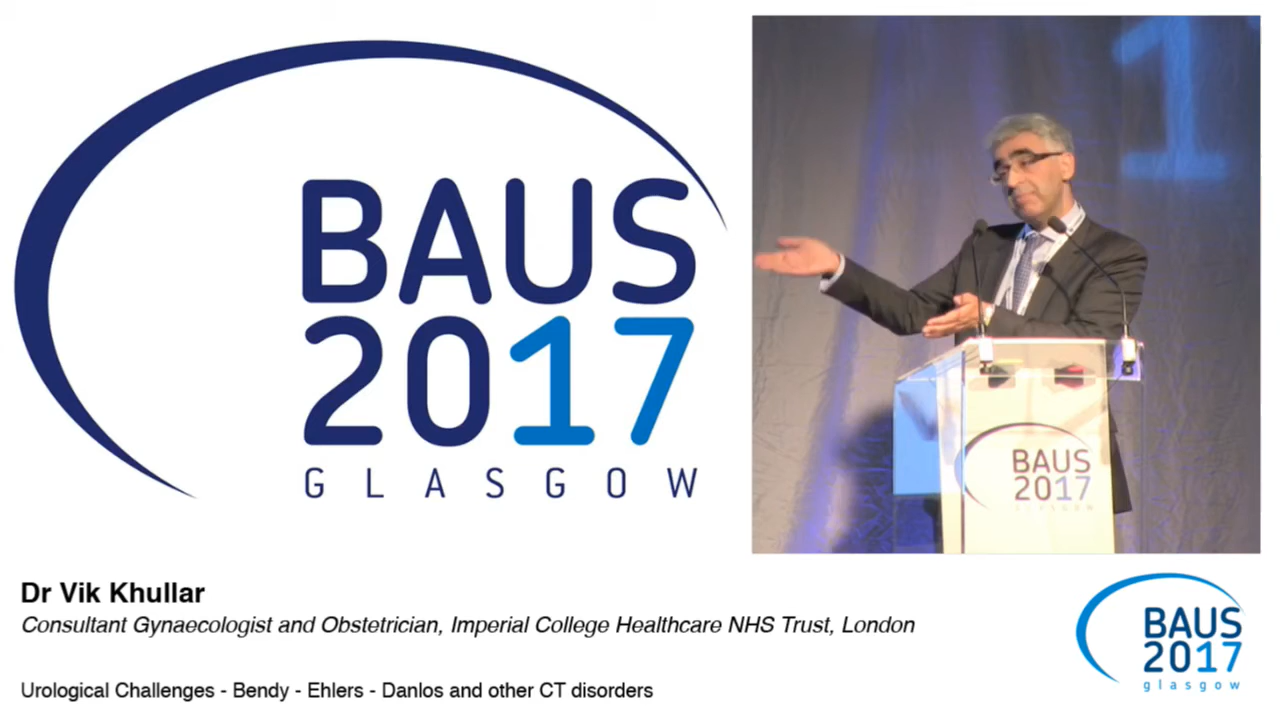 BAUS
2017
GLASGOW
1
BAUS
2017
GLASGOW
Dr Vik Khullar
Consultant Gynaecologist and Obstetrician, Imperial College Healthcare NHS Trust, London
Urological Challenges - Bendy - Ehlers - Danlos and other CT disorders
BAUS
2017
glasgow